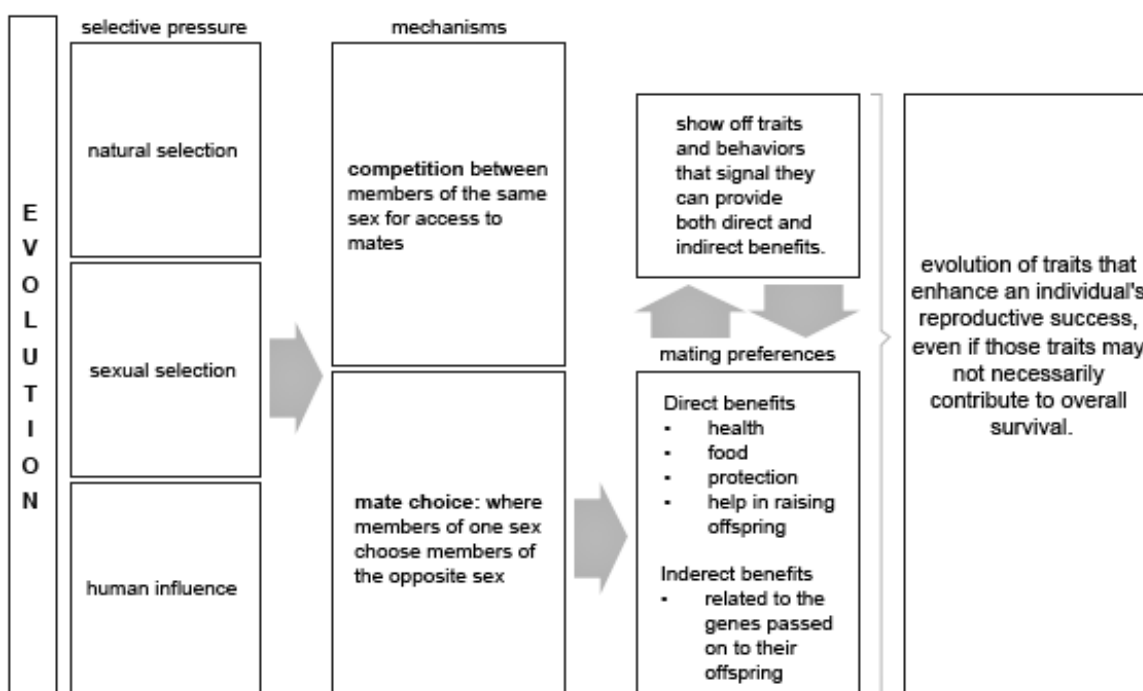 EVOLUTION
selective pressure
natural selection
sexual selection
human influence
mechanisms
competition between
members of the same
sex for access to
mates
mate choice: where
members of one sex
choose members of
the opposite sex
show off traits
and behaviors
that signal they
can provide
both direct and
indirect benefits.
mating preferences
Direct benefits
- health
- food
- protection
- help in raising
offspring
Inderect benefits
- related to the
genes passed
on to their
offspring
evolution of traits that
enhance an individual's
reproductive success,
even if those traits may
not necessarily
contribute to overall
survival.